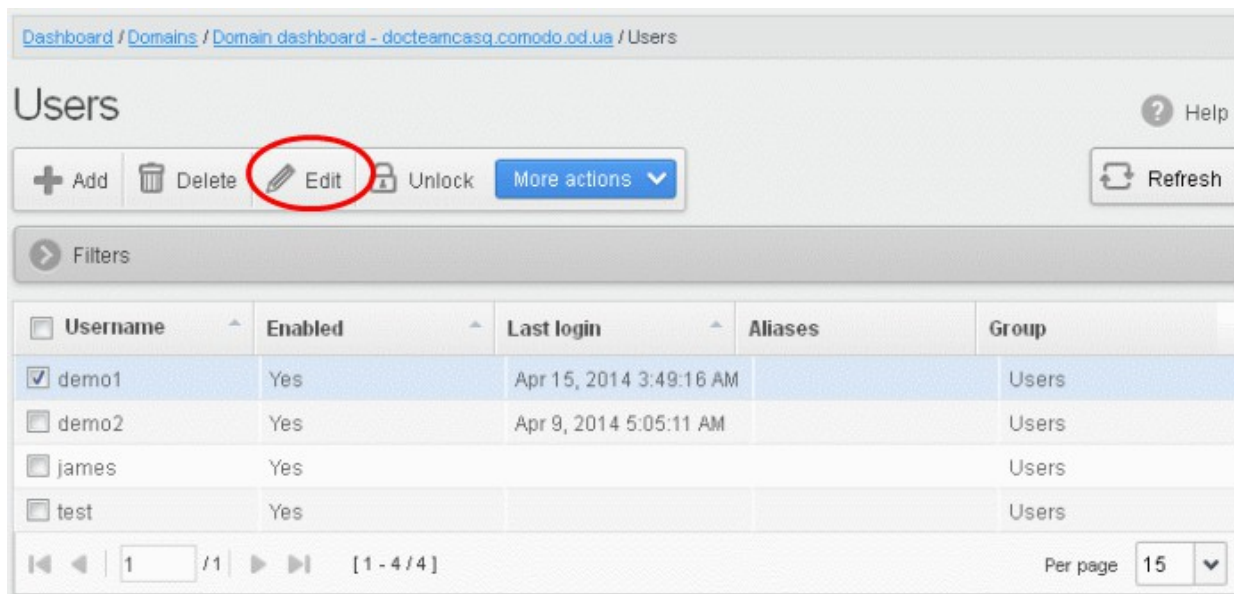 Dashboard / Domains / Domain dashboard - docteamcasq.comodo.od.ua / Users
Users
Help
Add Delete Edit Unlock More actions Refresh
Filters
Username Enabled Last login Aliases Group
demo1 Yes Apr 15, 2014 3:49:16 AM Users
demo2 Yes Apr 9, 2014 5:05:11 AM Users
james Yes Users
test Yes Users
1 / 1 [ 1 - 4 / 4 ] Per page 15